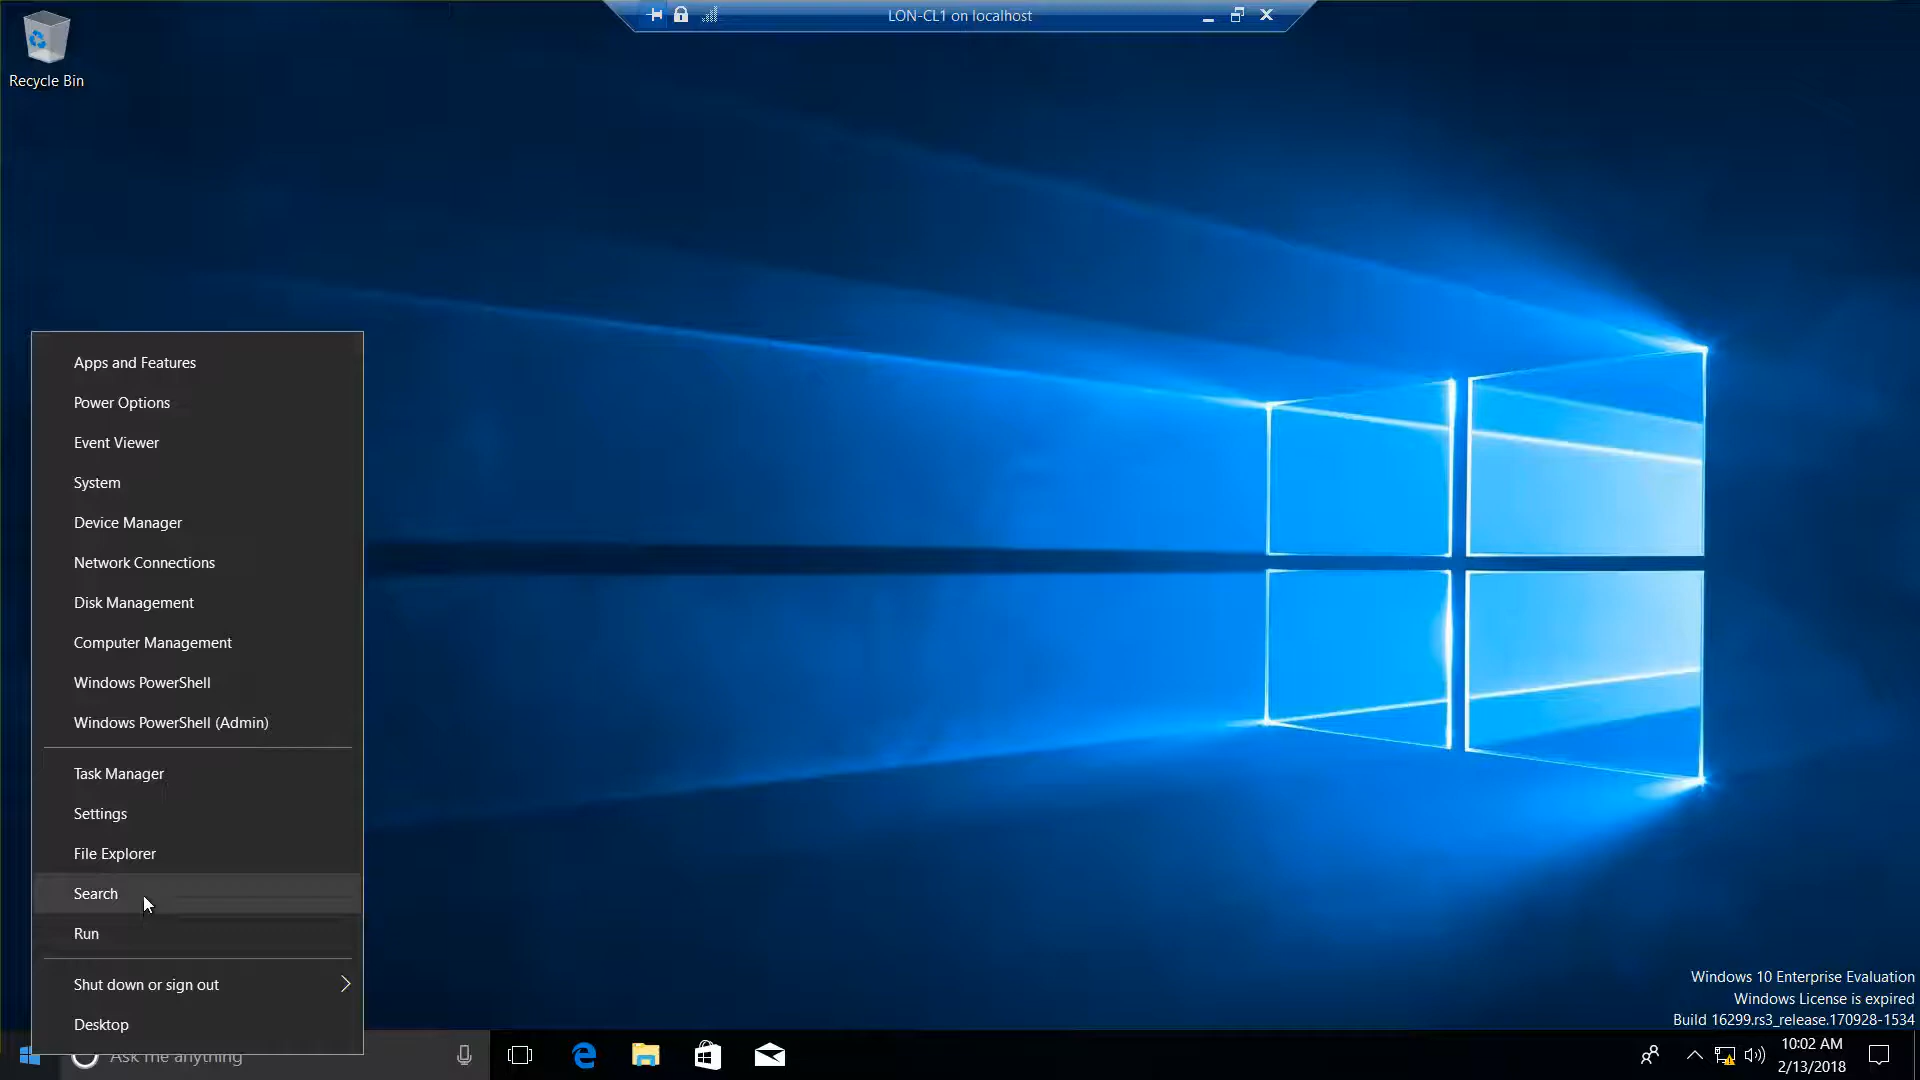 LON-CL1 on localhost
Recycle Bin
Apps and Features
Power Options
Event Viewer
System
Device Manager
Network Connections
Disk Management
Computer Management
Windows PowerShell
Windows PowerShell (Admin)
Task Manager
Settings
File Explorer
Search
Run
Shut down or sign out
Desktop
Ask me anything
Windows 10 Enterprise Evaluation
Windows License is expired
Build 16299.rs3_release.170928-1534
10:02 AM
2/13/2018